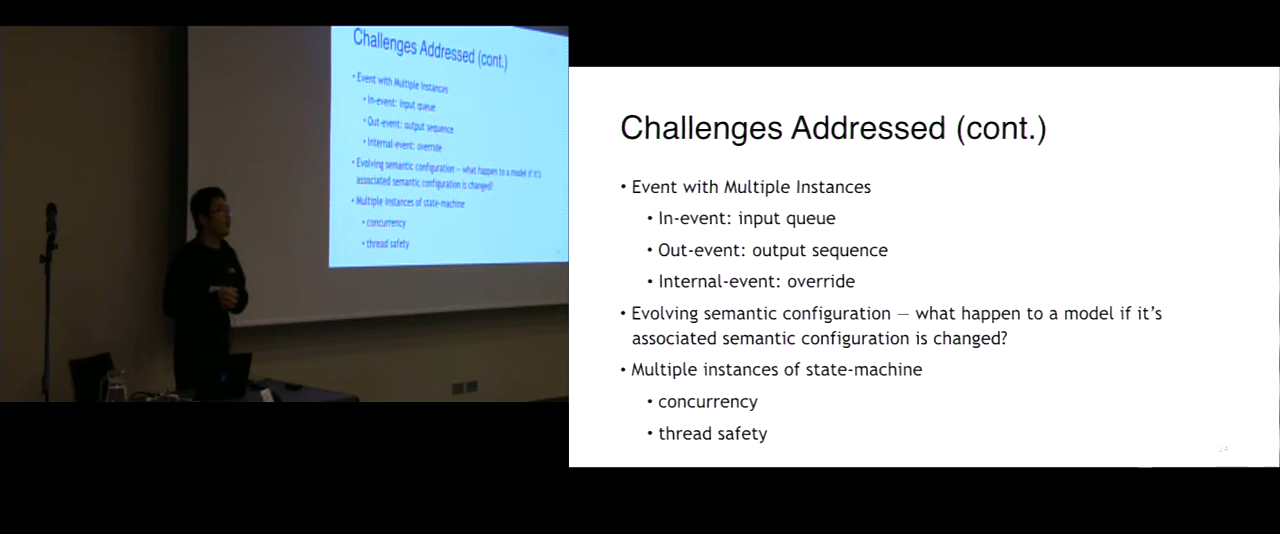 Challenges Addressed (cont.)
• Event with Multiple Instances
• In-event: input queue
• Out-event: output sequence
• Internal-event: override
• Evolving semantic configuration – what happen to a model if it's
associated semantic configuration is changed?
• Multiple instances of state-machine
• concurrency
• thread safety
Challenges Addressed (cont.)
• Event with Multiple Instances
• In-event: input queue
• Out-event: output sequence
• Internal-event: override
• Evolving semantic configuration — what happen to a model if it’s
associated semantic configuration is changed?
• Multiple instances of state-machine
• concurrency
• thread safety